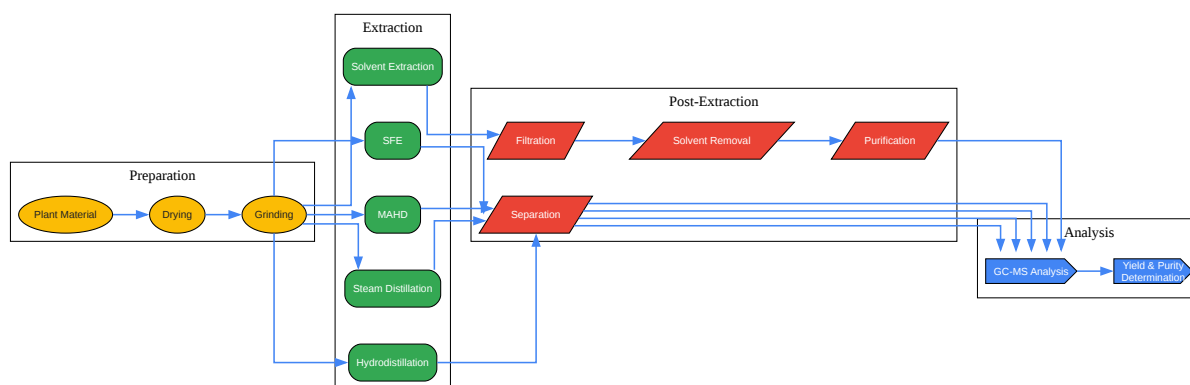 Extraction
Solvent Extraction
Post-Extraction
SFE
Filtration
Solvent Removal
Purification
Preparation
Plant Material
Drying
Grinding
MAHD
Separation
Analysis
GC-MS Analysis
Yield & Purity
Determination
Steam Distillation
Hydrodistillation